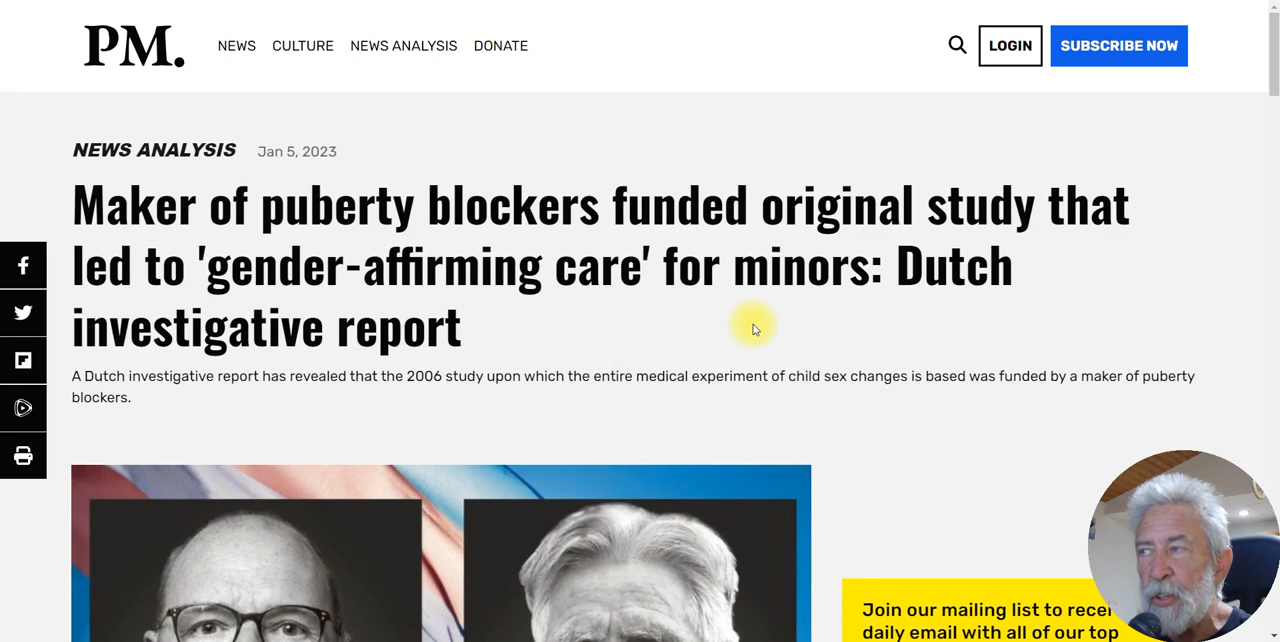 PM.
NEWS CULTURE NEWS ANALYSIS DONATE
LOGIN
SUBSCRIBE NOW
NEWS ANALYSIS Jan 5, 2023
Maker of puberty blockers funded original study that
led to 'gender-affirming care' for minors: Dutch
investigative report
A Dutch investigative report has revealed that the 2006 study upon which the entire medical experiment of child sex changes is based was funded by a maker of puberty
blockers.
Join our mailing list to
daily email with all of our top